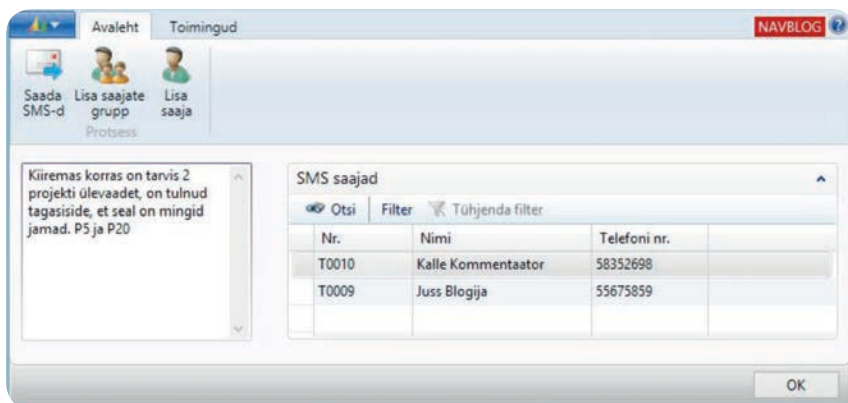 Avaleht Toimingud NAVBLOG
Saada SMS-d
Lisa saajate grupp
Lisa saaja
Protsess
Kiiremas korras on tarvis 2
projekti ülevaadet, on tulnud
tagasiside, et seal on mingid
jamad. P5 ja P20
SMS saajad
Otsi Filter Tühjenda filter
Nr. Nimi Telefoni nr.
T0010 Kalle Kommentaator 58352698
T0009 Juss Blogija 55675859
OK